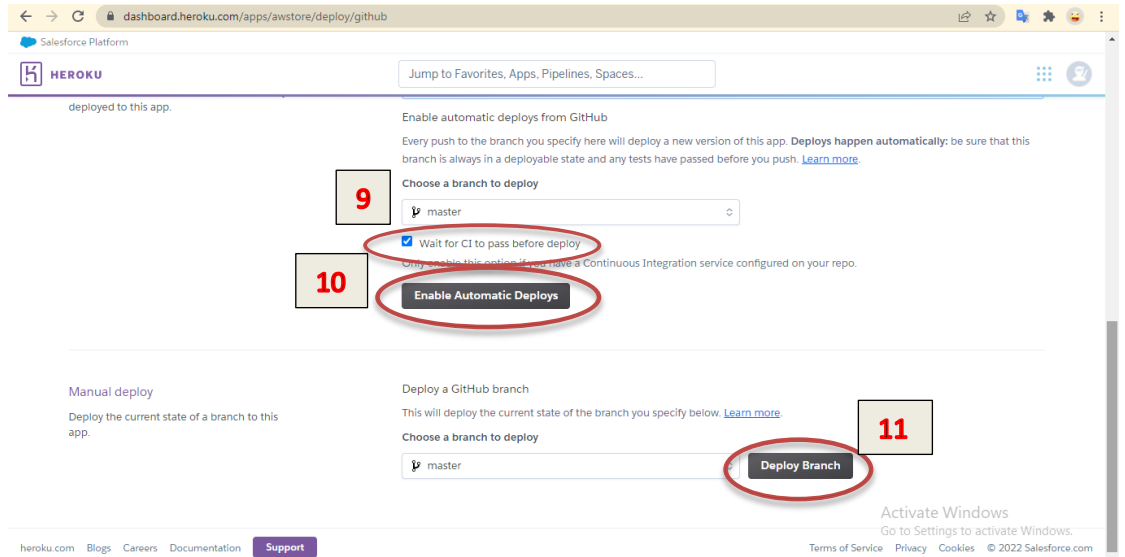 dashboard.heroku.com/apps/awstore/deploy/github
Salesforce Platform
HEROKU
Jump to Favorites, Apps, Pipelines, Spaces...
deployed to this app.
Enable automatic deploys from GitHub
Every push to the branch you specify here will deploy a new version of this app. Deploys happen automatically: be sure that this
branch is always in a deployable state and any tests have passed before you push. Learn more.
Choose a branch to deploy
9
master
Wait for CI to pass before deploy
Only enable this option if you have a Continuous Integration service configured on your repo.
10
Enable Automatic Deploys
Manual deploy
Deploy the current state of a branch to this
app.
Deploy a GitHub branch
This will deploy the current state of the branch you specify below. Learn more.
Choose a branch to deploy
11
master
Deploy Branch
Activate Windows
Go to Settings to activate Windows.
heroku.com Blogs Careers Documentation Support
Terms of Service Privacy Cookies © 2022 Salesforce.com